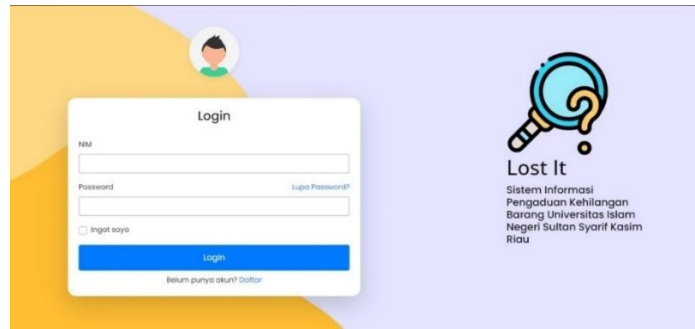 Login
NIM
Password Lupa Password?
Ingat saya
Login
Belum punya akun? Daftar
Lost It
Sistem Informasi
Pengaduan Kehilangan
Barang Universitas Islam
Negeri Sultan Syarif Kasim
Riau